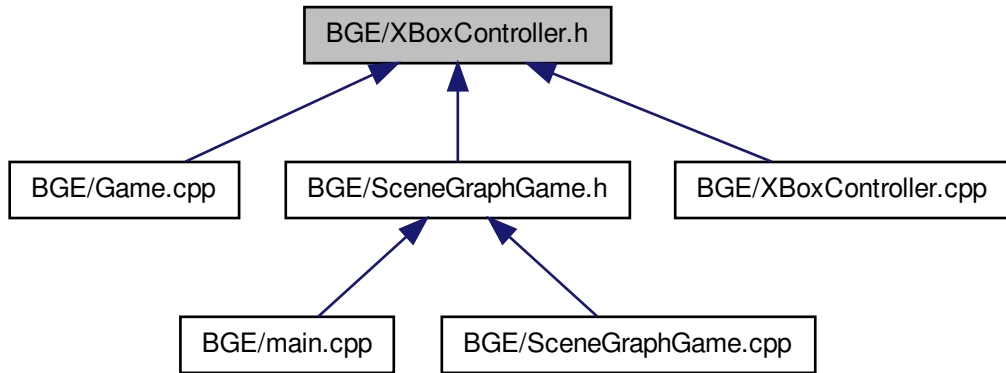 BGE/XBoxController.h
BGE/Game.cpp
BGE/SceneGraphGame.h
BGE/XBoxController.cpp
BGE/main.cpp
BGE/SceneGraphGame.cpp